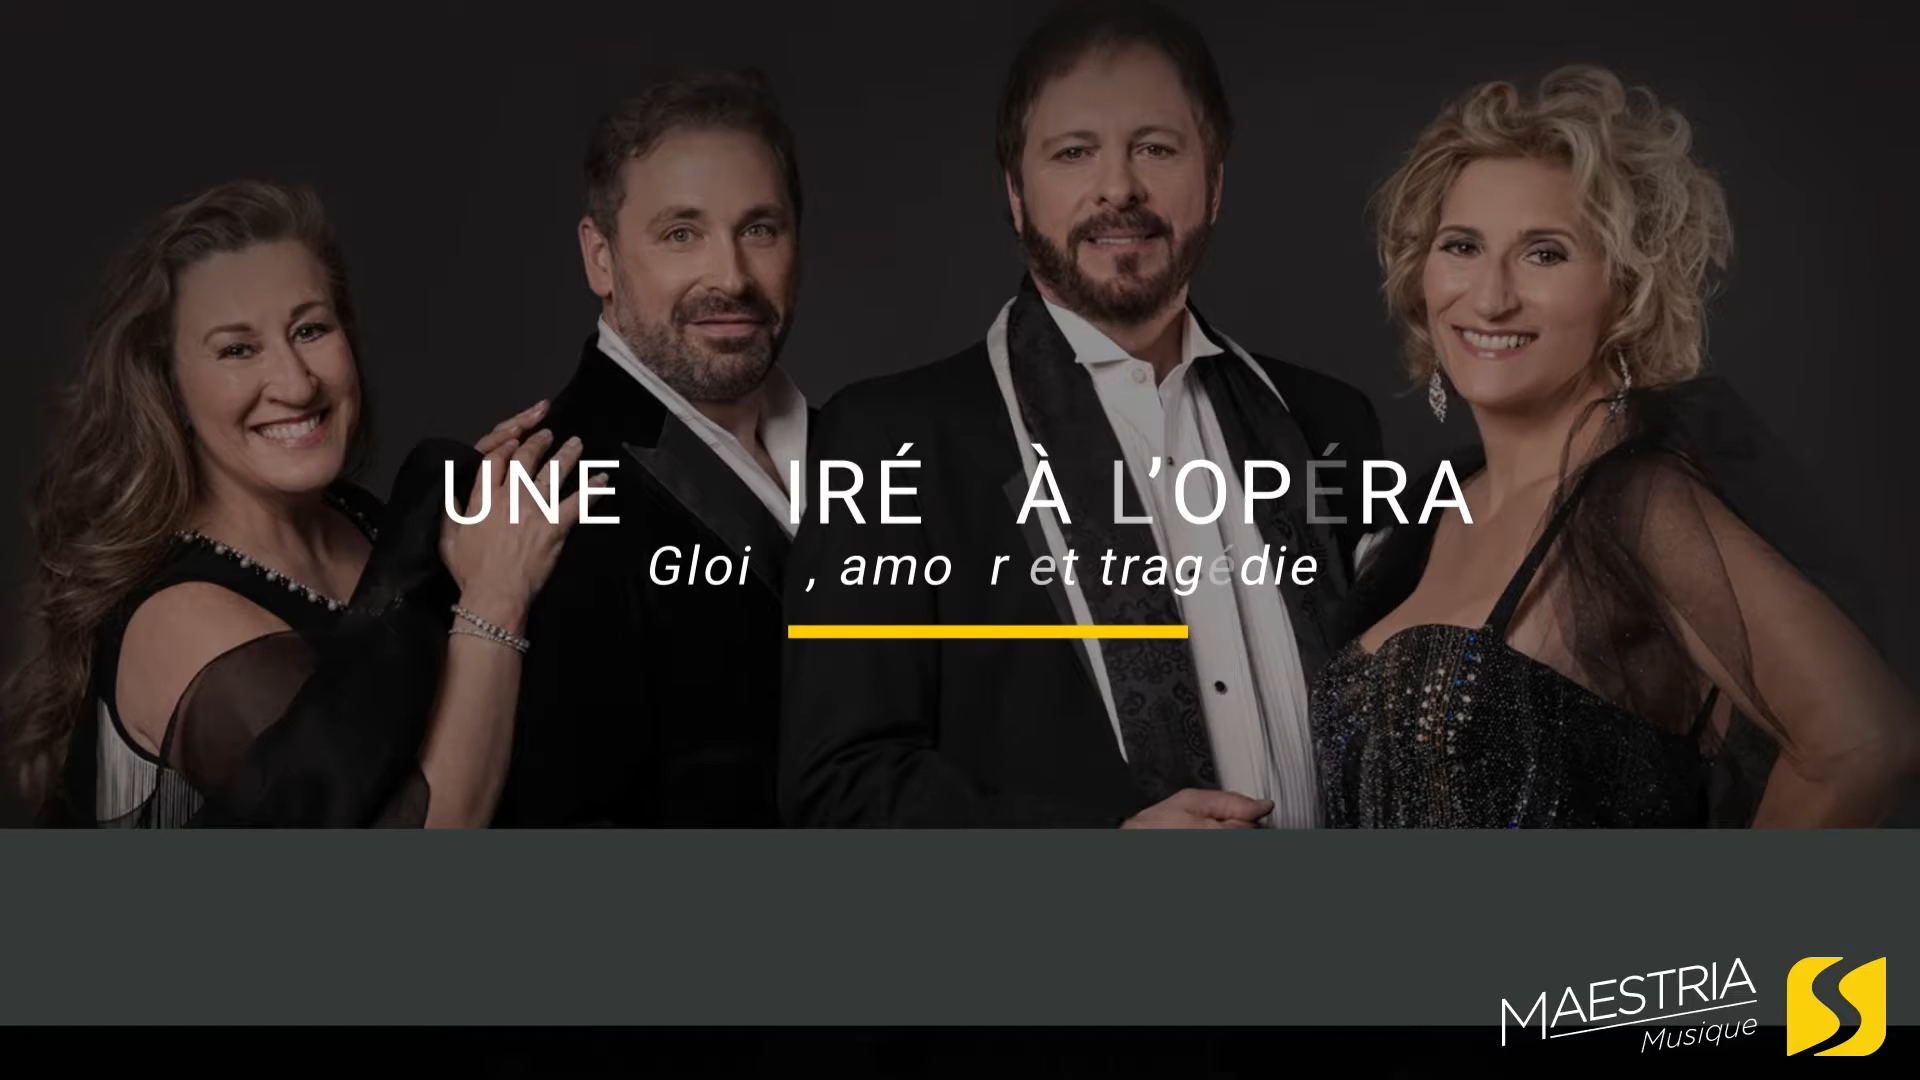 UNE IRÉ À L'OPÉRA
Gloi , amo r et tragédie
MAESTRIA
Musique